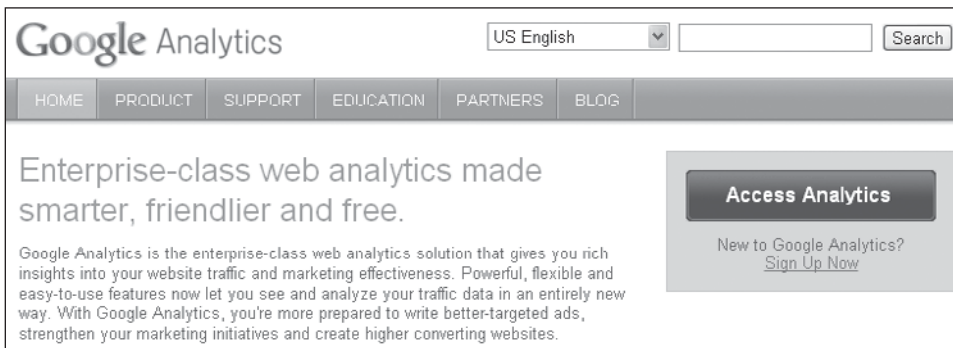 Google Analytics
US English
Search
HOME PRODUCT SUPPORT EDUCATION PARTNERS BLOG
Enterprise-class web analytics made
smarter, friendlier and free.
Google Analytics is the enterprise-class web analytics solution that gives you rich
insights into your website traffic and marketing effectiveness. Powerful, flexible and
easy-to-use features now let you see and analyze your traffic data in an entirely new
way. With Google Analytics, you're more prepared to write better-targeted ads,
strengthen your marketing initiatives and create higher converting websites.
Access Analytics
New to Google Analytics?
Sign Up Now